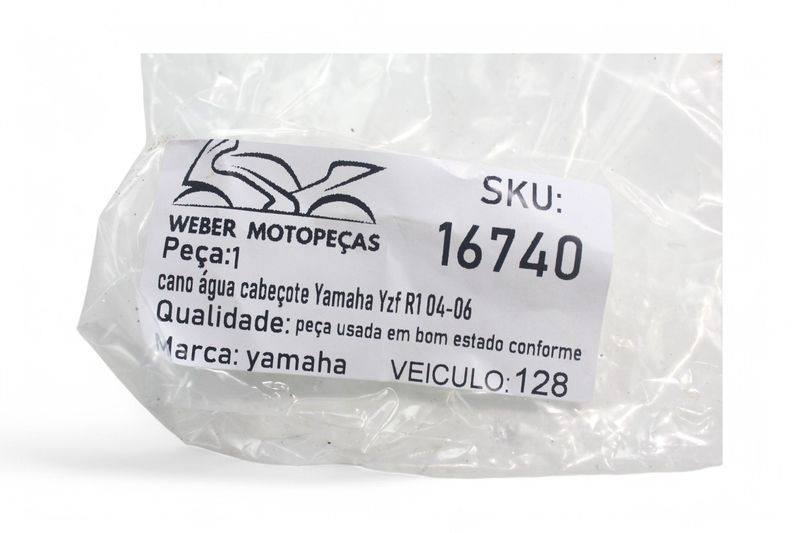 WEBER MOTOPEÇAS
SKU:
16740
Peça:1
cano água cabeçote Yamaha Yzf R1 04-06
Qualidade: peça usada em bom estado conforme
Marca: yamaha
VEICULO: 128